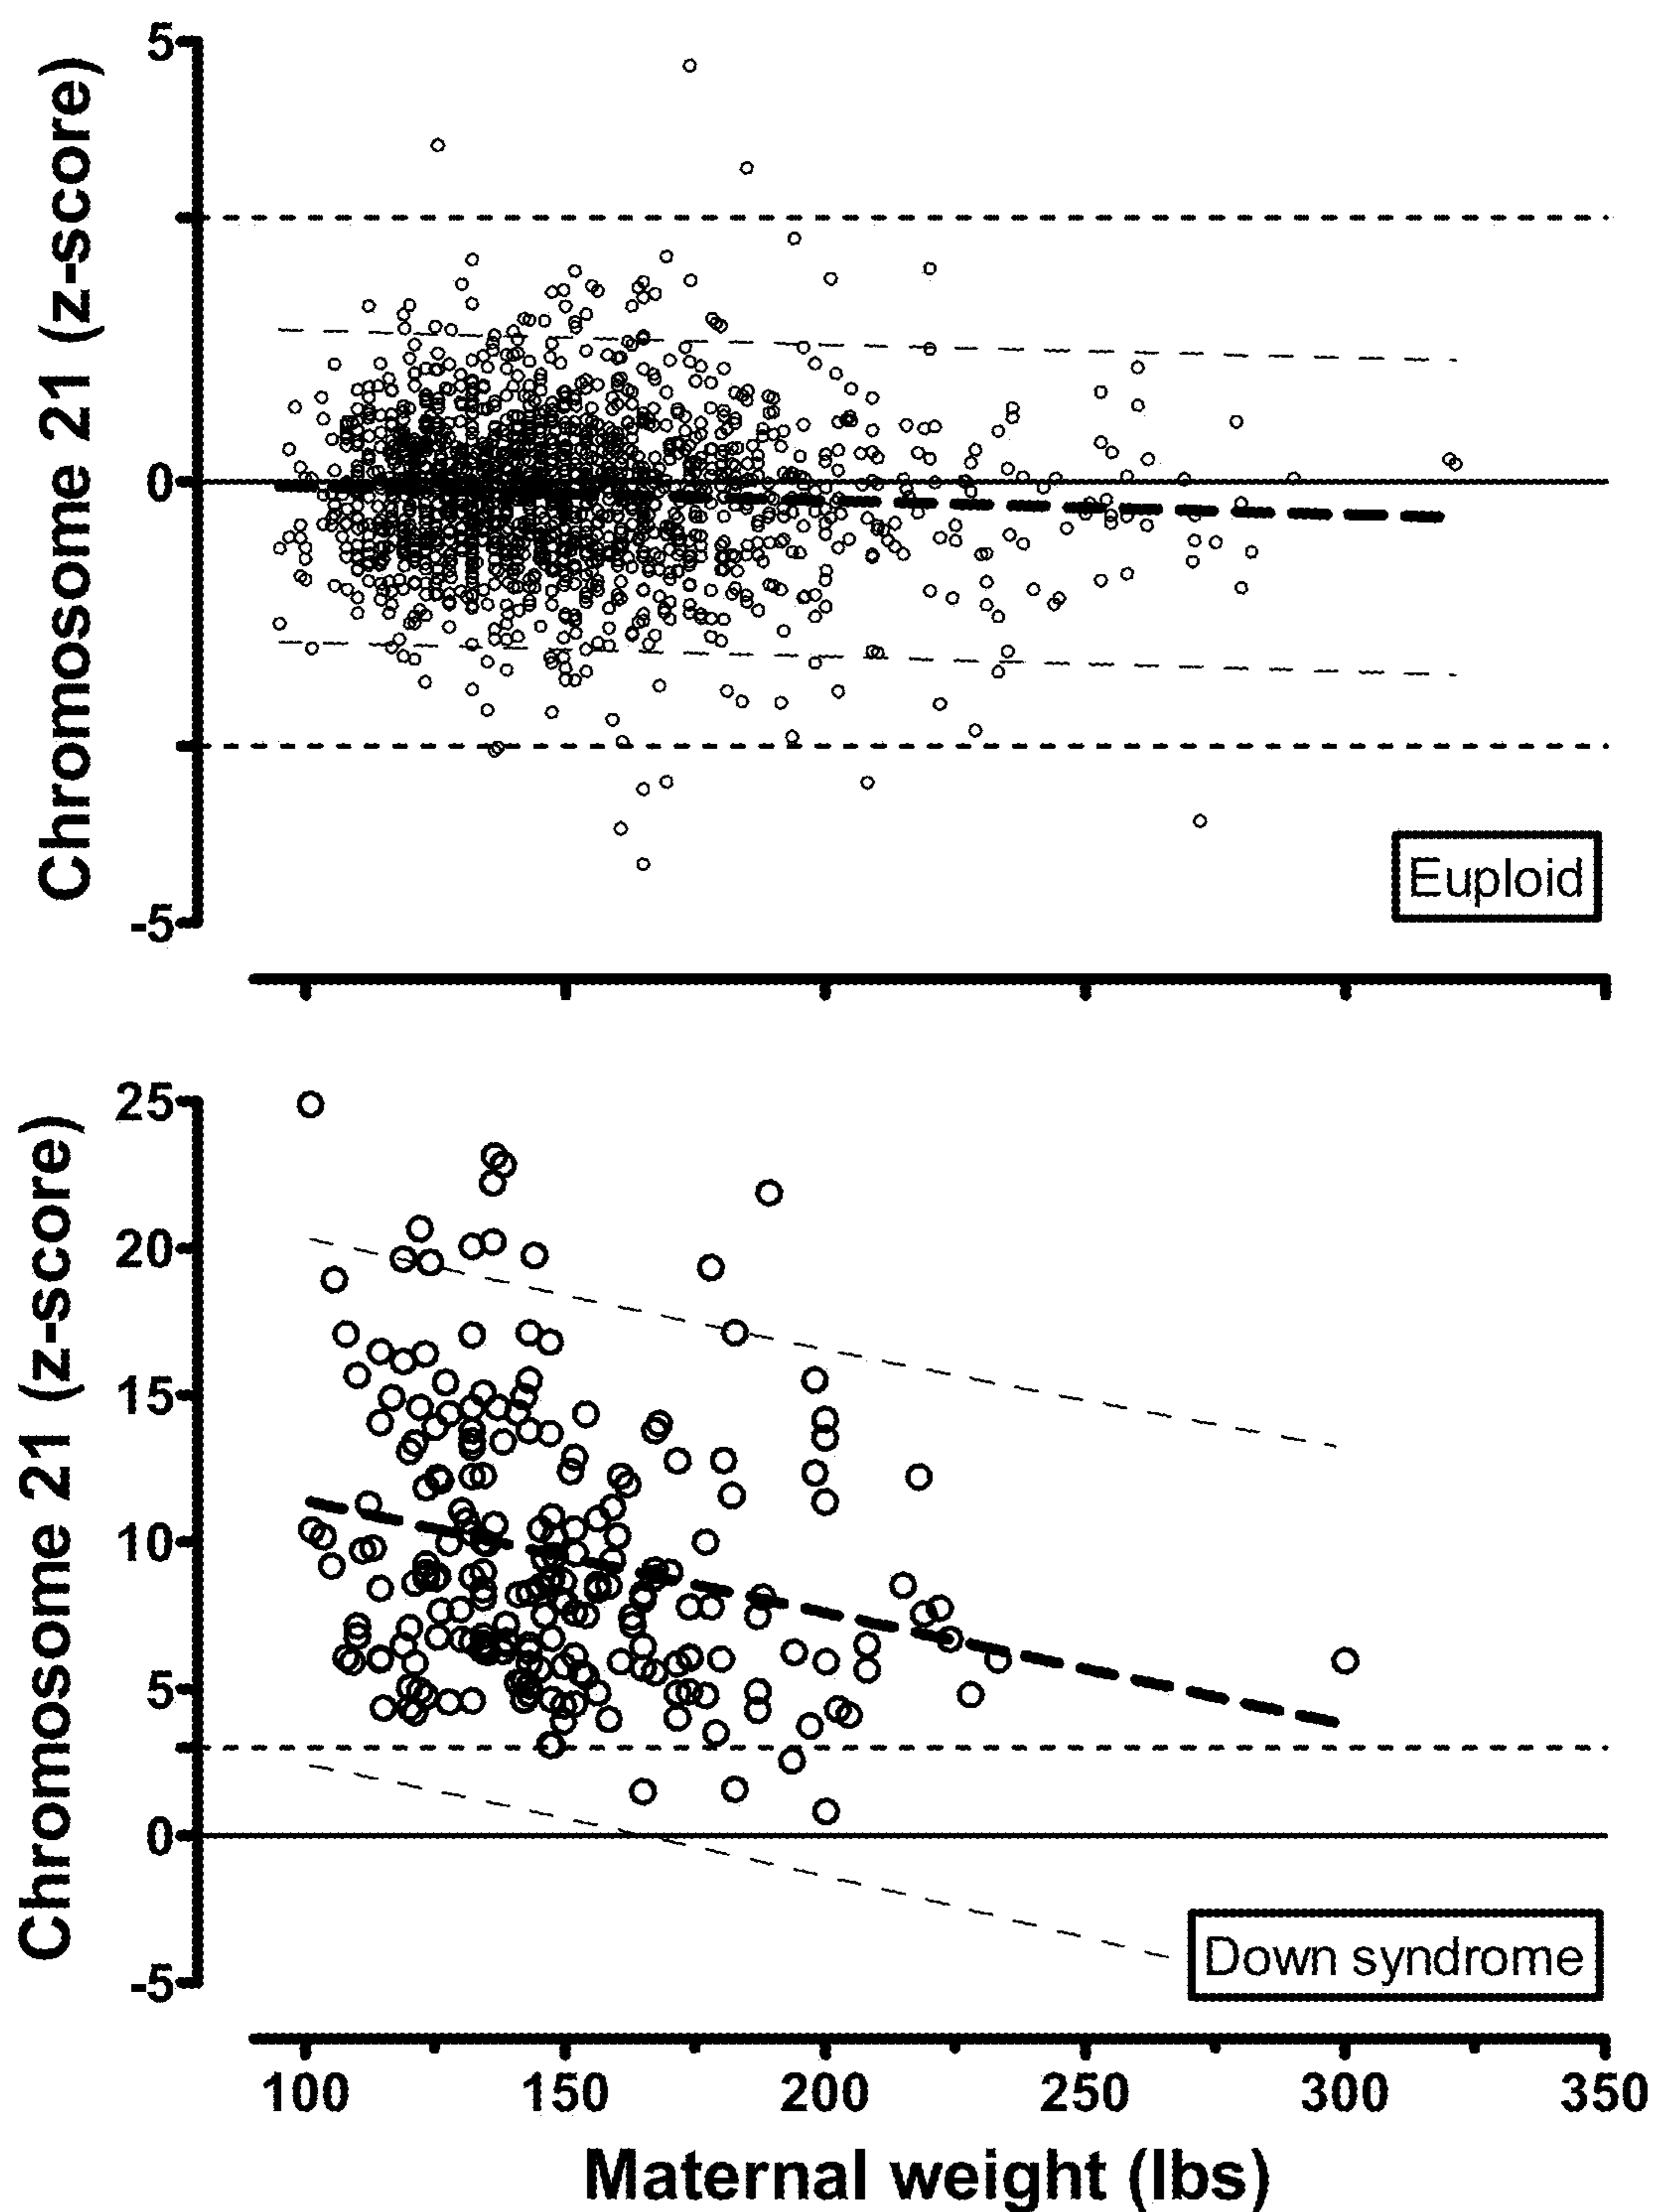 Chromosome 21 (z-score)
5
0
-5
Euploid
Chromosome 21 (z-score)
25
20
15
10
5
0
-5
Down syndrome
100 150 200 250 300 350
Maternal weight (lbs)